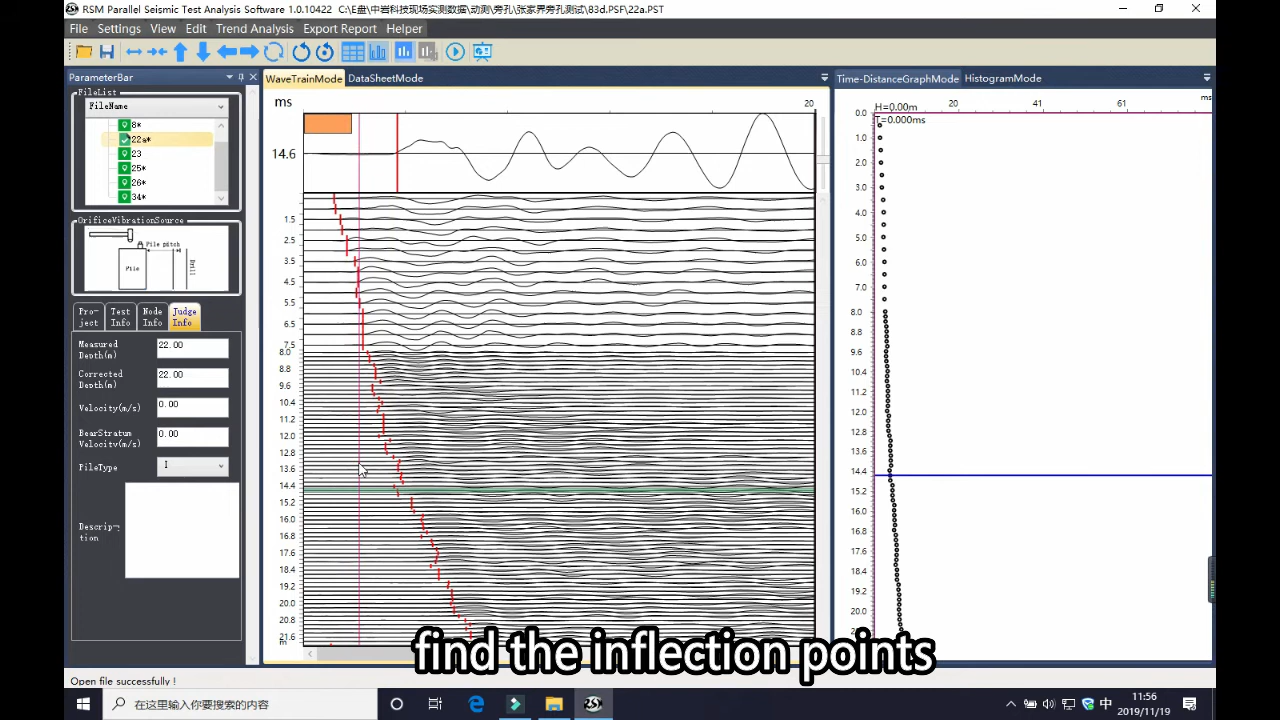 RSM Parallel Seismic Test Analysis Software 1.0.10422 C:\E盘\中岩科技现场实测数据\动测\旁孔\张家界旁孔测试\83d.PSF\22a.PST
File Settings View Edit Trend Analysis Export Report Helper
ParameterBar
FileList
FileName
8*
22a*
23
25*
26*
34*
OrificeVibrationSource
Pile pitch
Pile
Drill
Pro-ject
Test Info
Node Info
Judge Info
Measured Depth(m) 22.00
Corrected Depth(m) 22.00
Velocity(m/s) 0.00
BearStratum Velocity(m/s) 0.00
PileType I
Descrip-tion
WaveTrainMode DataSheetMode
ms 20
14.6
1.5
2.5
3.5
4.5
5.5
6.5
7.5
8.0
8.8
9.6
10.4
11.2
12.0
12.8
13.6
14.4
15.2
16.0
16.8
17.6
18.4
19.2
20.0
20.8
21.6
m
Time-DistanceGraphMode HistogramMode
ms
H=0.00m 20 41 61
T=0.000ms
0.0
1.0
2.0
3.0
4.0
5.0
6.0
7.0
8.0
8.8
9.6
10.4
11.2
12.0
12.8
13.6
14.4
15.2
16.0
16.8
17.6
18.4
19.2
20.0
find the inflection points
Open file successfully !
在这里输入你要搜索的内容
中
11:56
2019/11/19